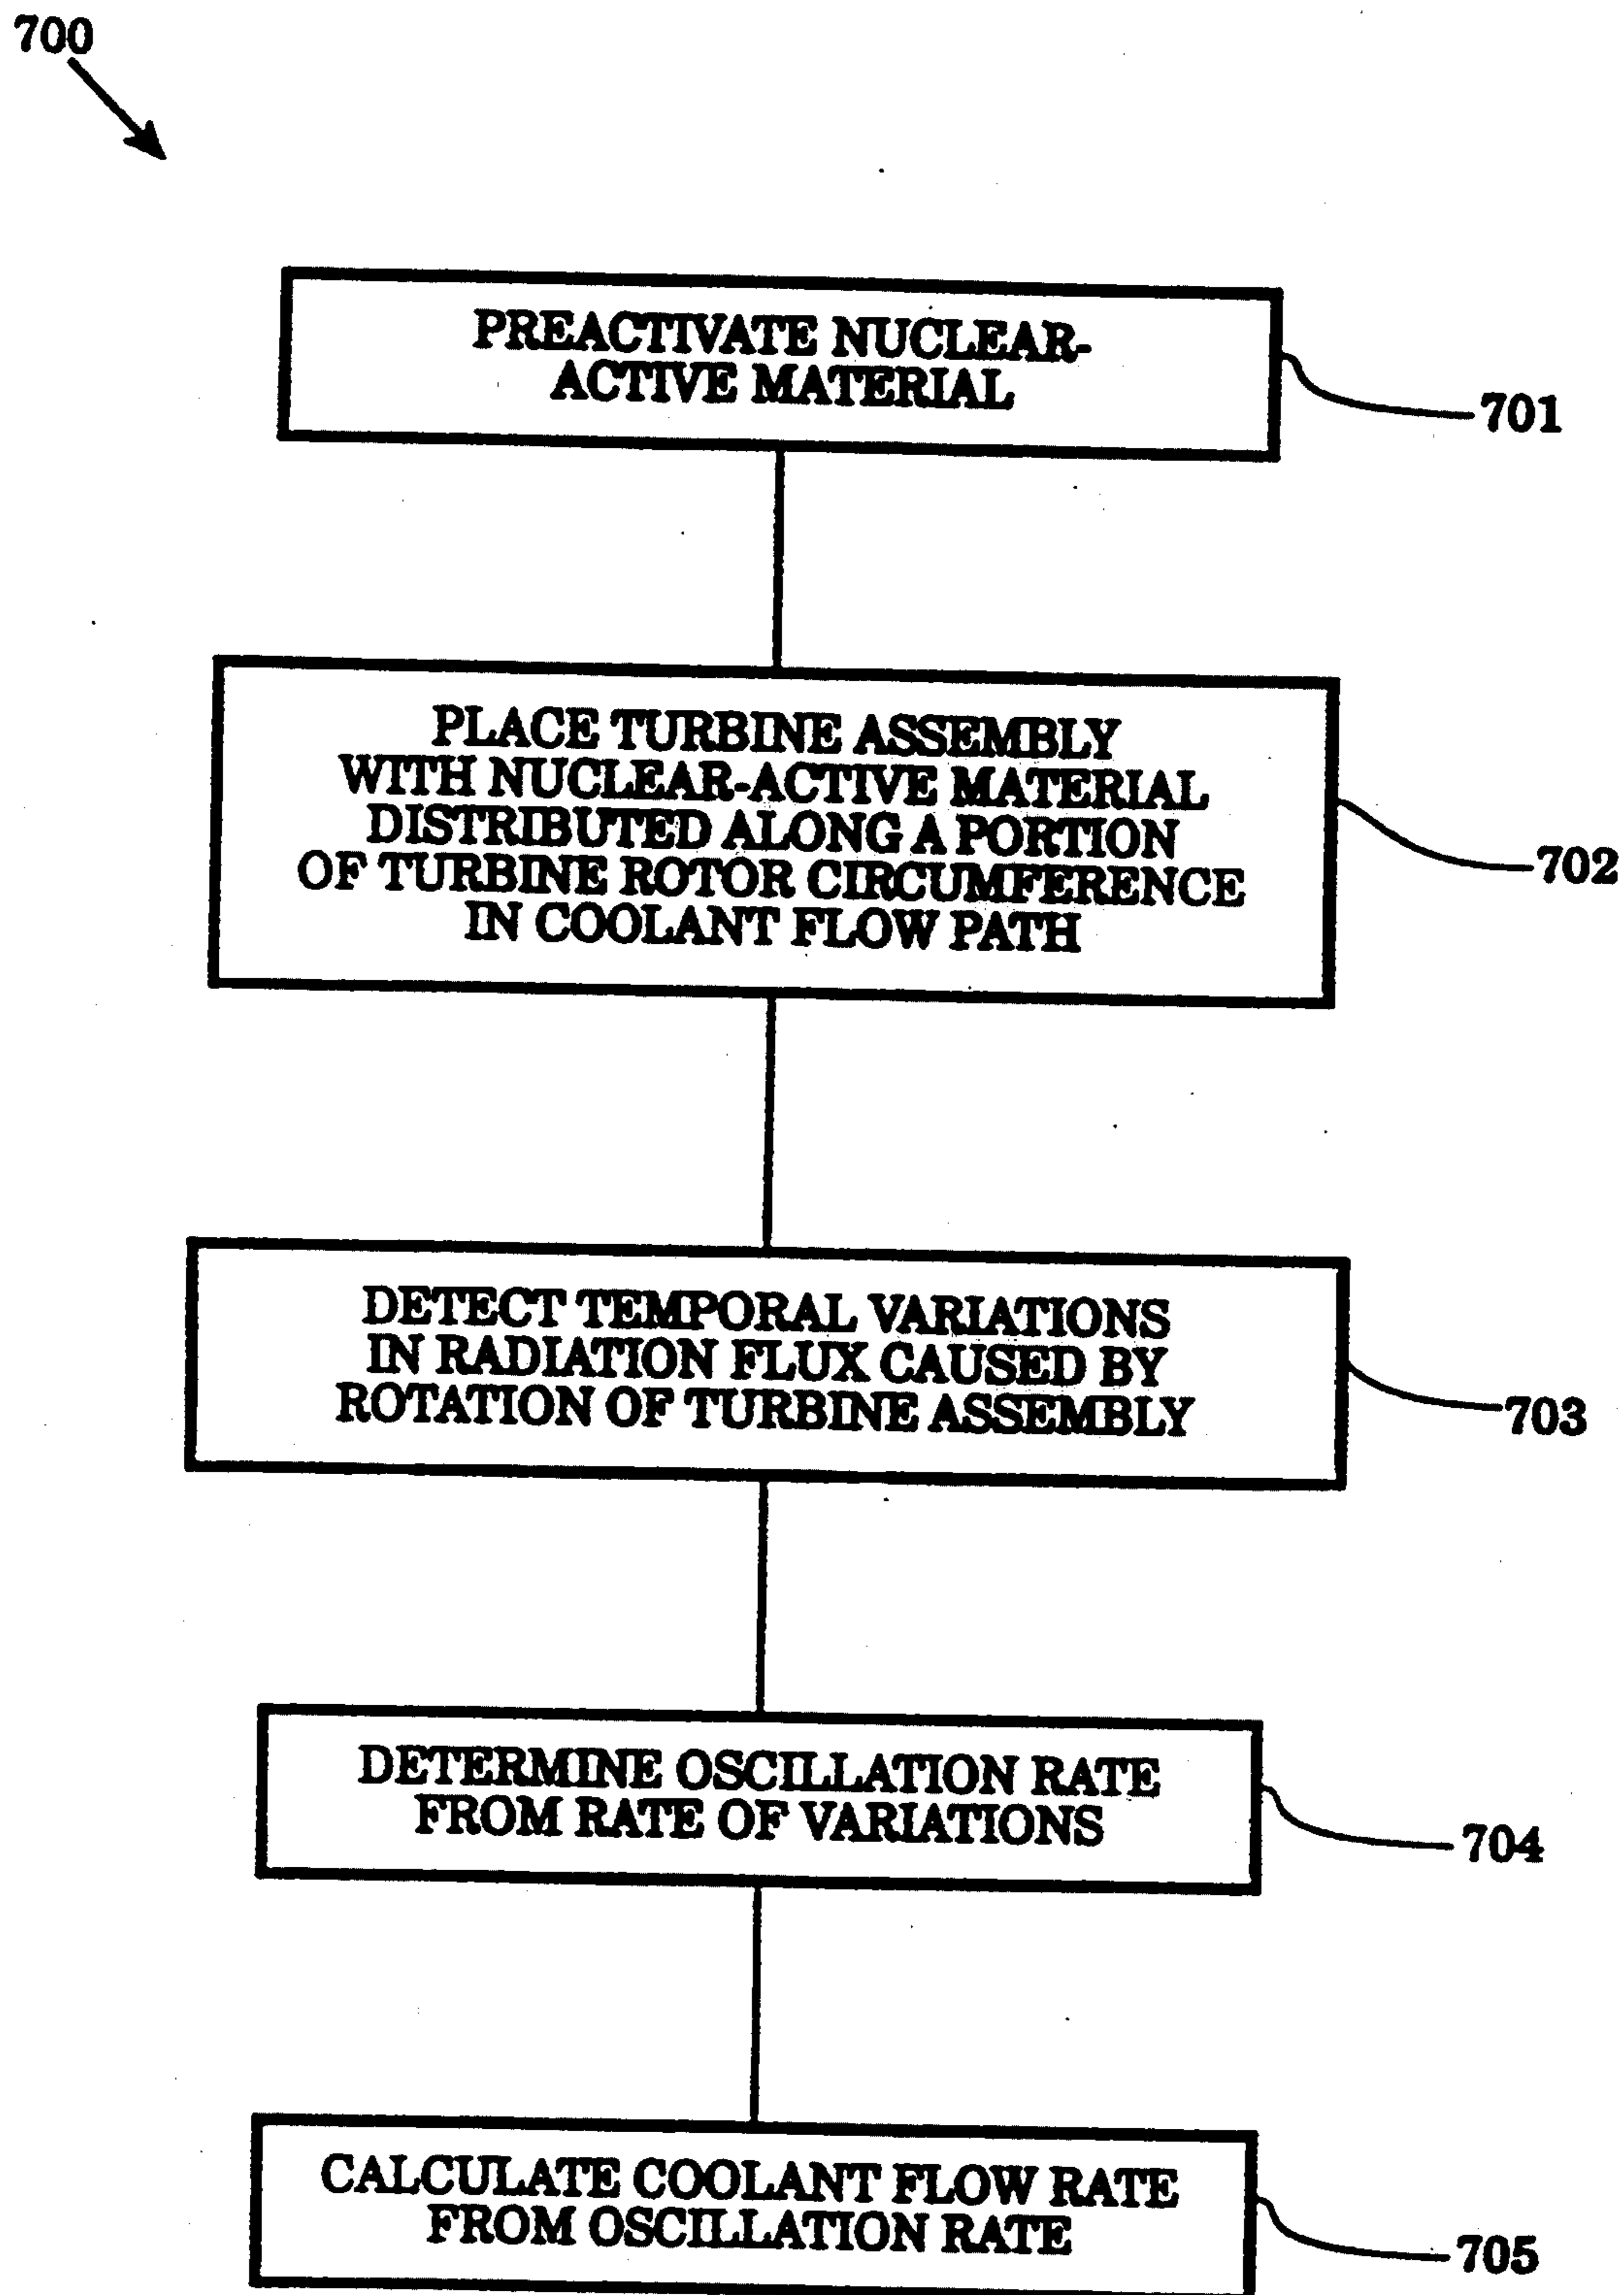 700
PREACTIVATE NUCLEAR-
ACTIVE MATERIAL
701
PLACE TURBINE ASSEMBLY
WITH NUCLEAR-ACTIVE MATERIAL
DISTRIBUTED ALONG A PORTION
OF TURBINE ROTOR CIRCUMFERENCE
IN COOLANT FLOW PATH
702
DETECT TEMPORAL VARIATIONS
IN RADIATION FLUX CAUSED BY
ROTATION OF TURBINE ASSEMBLY
703
DETERMINE OSCILLATION RATE
FROM RATE OF VARIATIONS
704
CALCULATE COOLANT FLOW RATE
FROM OSCILLATION RATE
705